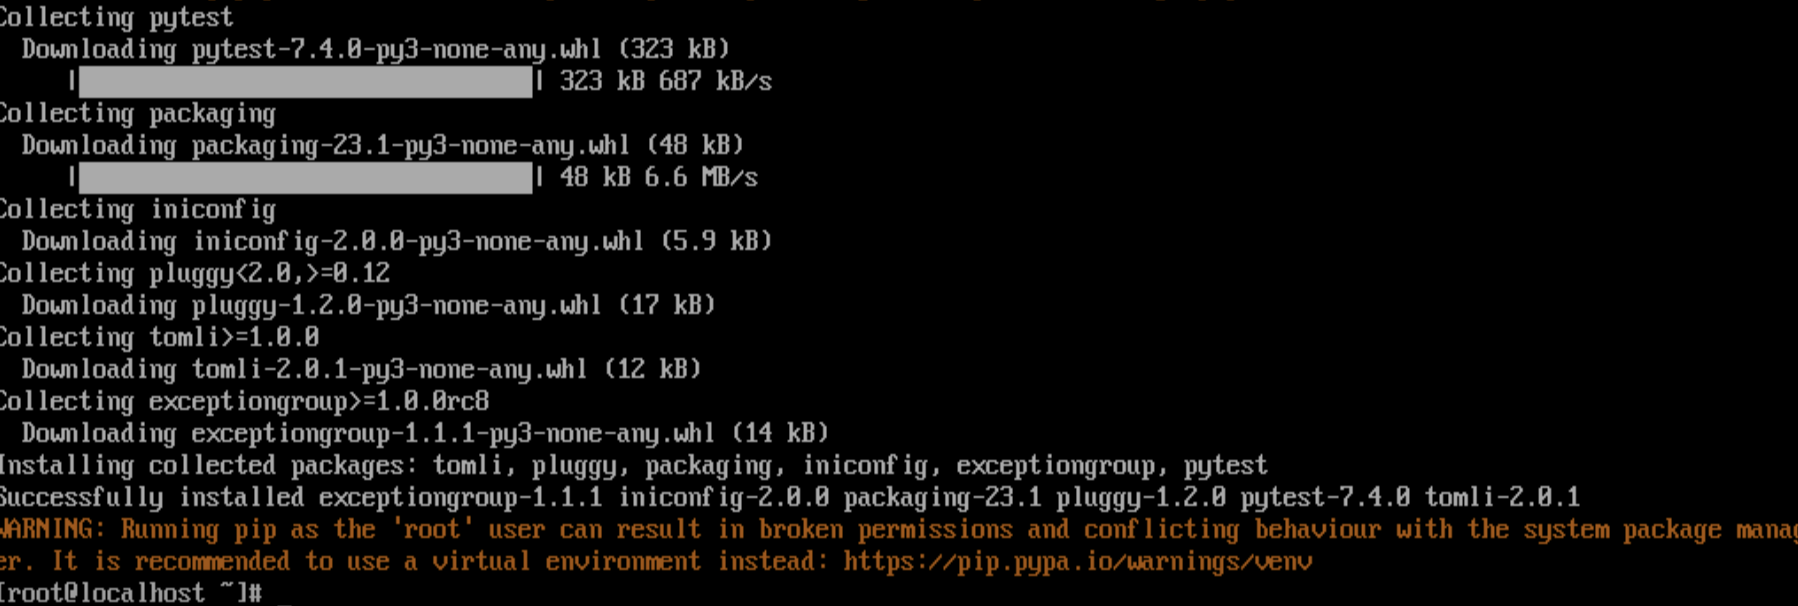 Collecting pytest
  Downloading pytest-7.4.0-py3-none-any.whl (323 kB)
     |████████████████████████████████| 323 kB 687 kB/s
Collecting packaging
  Downloading packaging-23.1-py3-none-any.whl (48 kB)
     |████████████████████████████████| 48 kB 6.6 MB/s
Collecting iniconfig
  Downloading iniconfig-2.0.0-py3-none-any.whl (5.9 kB)
Collecting pluggy<2.0,>=0.12
  Downloading pluggy-1.2.0-py3-none-any.whl (17 kB)
Collecting tomli>=1.0.0
  Downloading tomli-2.0.1-py3-none-any.whl (12 kB)
Collecting exceptiongroup>=1.0.0rc8
  Downloading exceptiongroup-1.1.1-py3-none-any.whl (14 kB)
Installing collected packages: tomli, pluggy, packaging, iniconfig, exceptiongroup, pytest
Successfully installed exceptiongroup-1.1.1 iniconfig-2.0.0 packaging-23.1 pluggy-1.2.0 pytest-7.4.0 tomli-2.0.1
WARNING: Running pip as the 'root' user can result in broken permissions and conflicting behaviour with the system package manag
er. It is recommended to use a virtual environment instead: https://pip.pypa.io/warnings/venv
[root@localhost ~]#